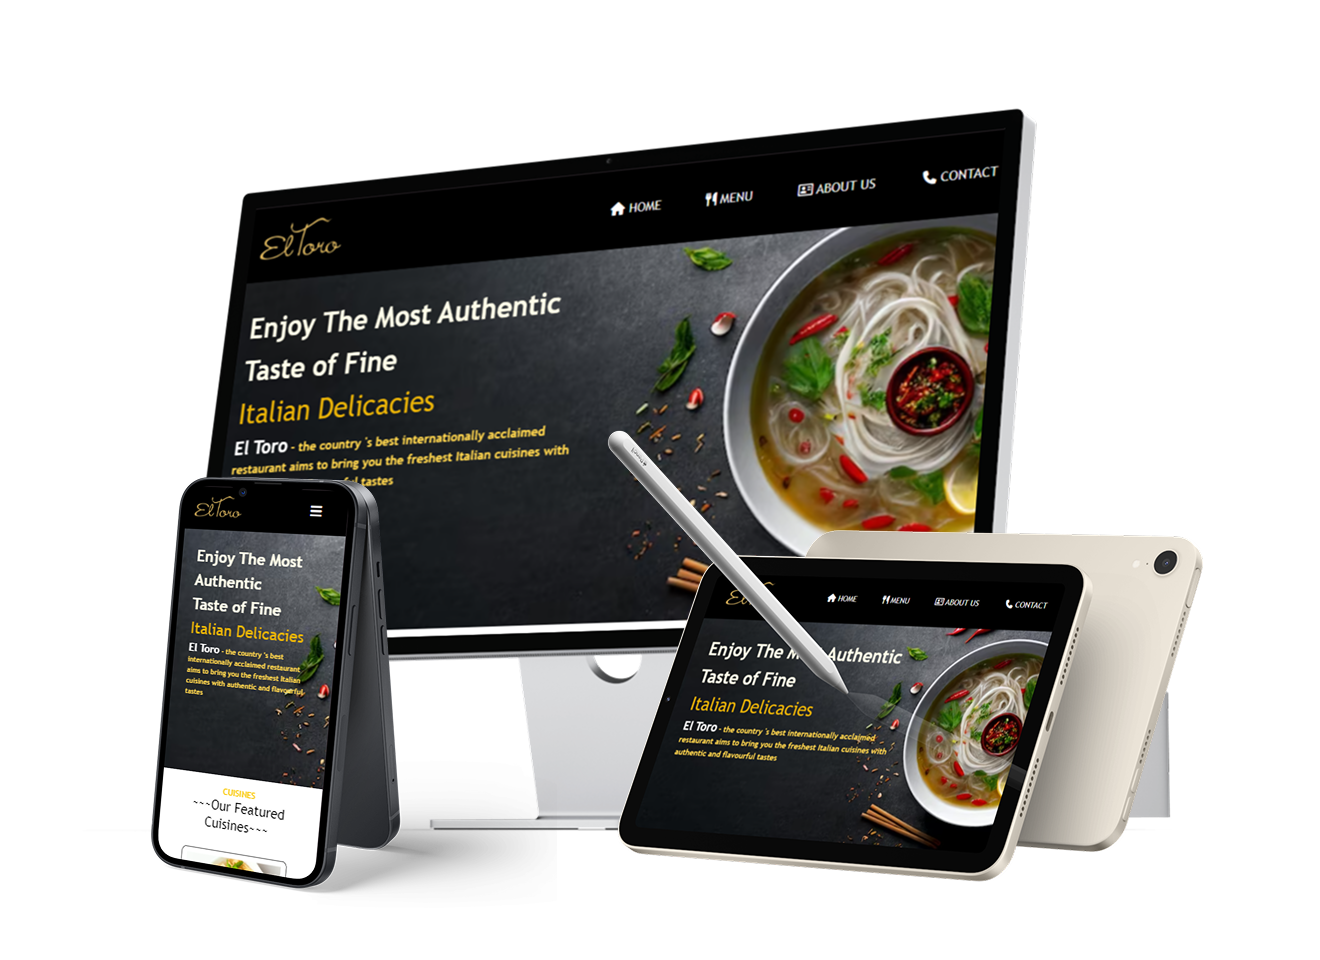 El Toro
HOME
MENU
ABOUT US
CONTACT
Enjoy The Most Authentic
Taste of Fine
Italian Delicacies
El Toro - the country 's best internationally acclaimed
restaurant aims to bring you the freshest Italian cuisines with
tastes
El Toro
Enjoy The Most
Authentic
Taste of Fine
Italian Delicacies
El Toro - the country 's best
internationally acclaimed restaurant
aims to bring you the freshest Italian
cuisines with authentic and flavourful
tastes
CUISINES
~~~Our Featured
Cuisines~~~
El
HOME
MENU
ABOUT US
CONTACT
Enjoy The Authentic
Taste of Fine
Italian Delicacies
El Toro - the country 's best internationally acclaimed
restaurant aims to bring you the freshest Italian cuisines with
authentic and flavourful tastes